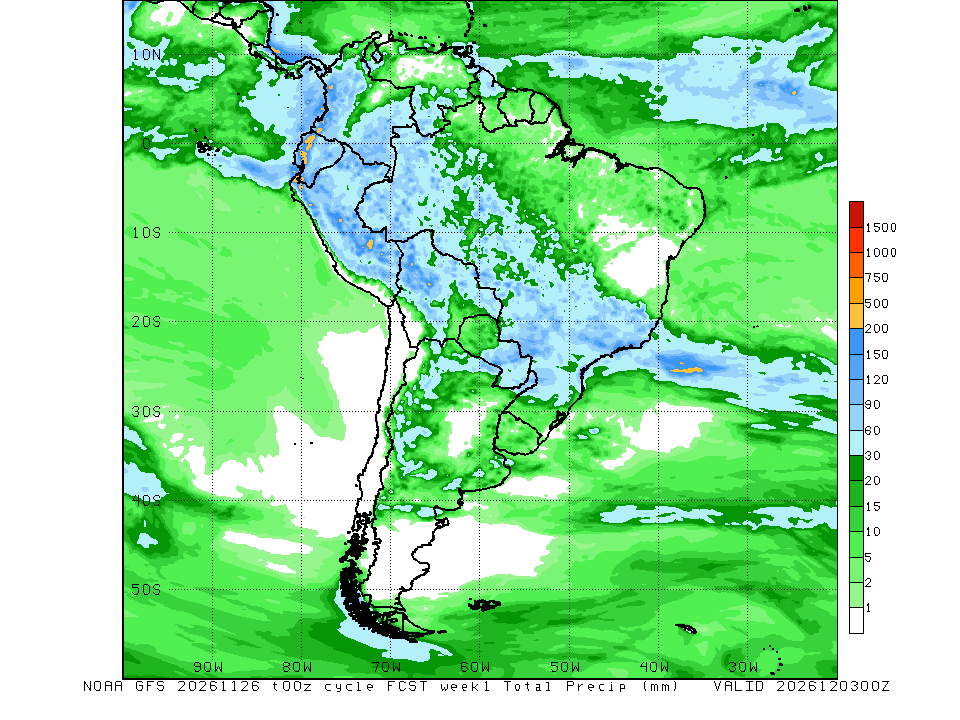 10N
0
10S
20S
30S
40S
50S
90W 80W 70W 60W 50W 40W 30W
1500
1000
750
500
200
150
120
90
60
30
20
15
10
5
2
1
NOAA GFS 20261126 t00z cycle FCST week1 Total Precip (mm) VALID 2026120300Z